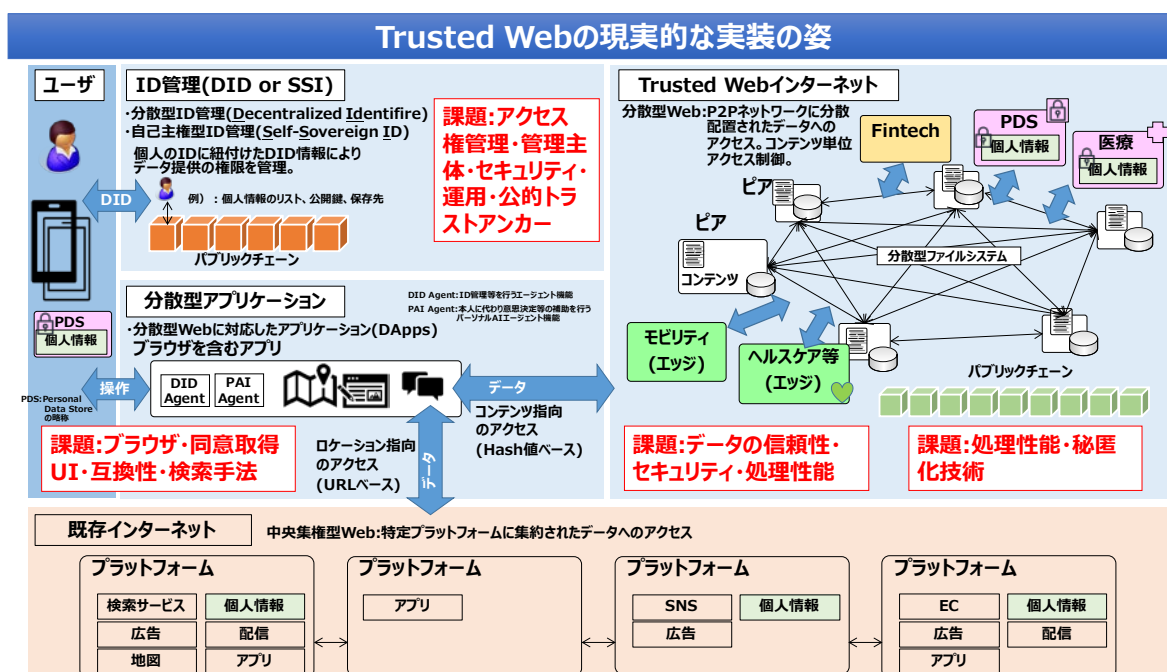 Trusted Webの現実的な実装の姿
ユーザ
ID管理(DID or SSI)
・分散型ID管理(Decentralized Identifire)
・自己主権型ID管理(Self-Sovereign ID)
個人のIDに紐付けたDID情報により
データ提供の権限を管理。
DID
例）：個人情報のリスト、公開鍵、保存先
パブリックチェーン
課題:アクセス
権管理・管理主
体・セキュリティ・
運用・公的トラ
ストアンカー
PDS
個人情報
PDS:Personal
Data Store
の略称
分散型アプリケーション
DID Agent:ID管理等を行うエージェント機能
PAI Agent:本人に代わり意思決定等の補助を行う
パーソナルAIエージェント機能
・分散型Webに対応したアプリケーション(DApps)
ブラウザを含むアプリ
操作
DID
Agent
PAI
Agent
データ
コンテンツ指向
のアクセス
(Hash値ベース)
課題:ブラウザ・同意取得
UI・互換性・検索手法
ロケーション指向
のアクセス
(URLベース)
データ
Trusted Webインターネット
分散型Web:P2Pネットワークに分散
配置されたデータへの
アクセス。コンテンツ単位
アクセス制御。
Fintech
PDS
個人情報
医療
個人情報
ピア
ピア
コンテンツ
分散型ファイルシステム
モビリティ
(エッジ)
ヘルスケア等
(エッジ)
パブリックチェーン
課題:データの信頼性・
セキュリティ・処理性能
課題:処理性能・秘匿
化技術
既存インターネット
中央集権型Web:特定プラットフォームに集約されたデータへのアクセス
プラットフォーム
検索サービス
個人情報
広告
配信
地図
アプリ
プラットフォーム
アプリ
プラットフォーム
SNS
個人情報
広告
プラットフォーム
EC
個人情報
広告
配信
アプリ